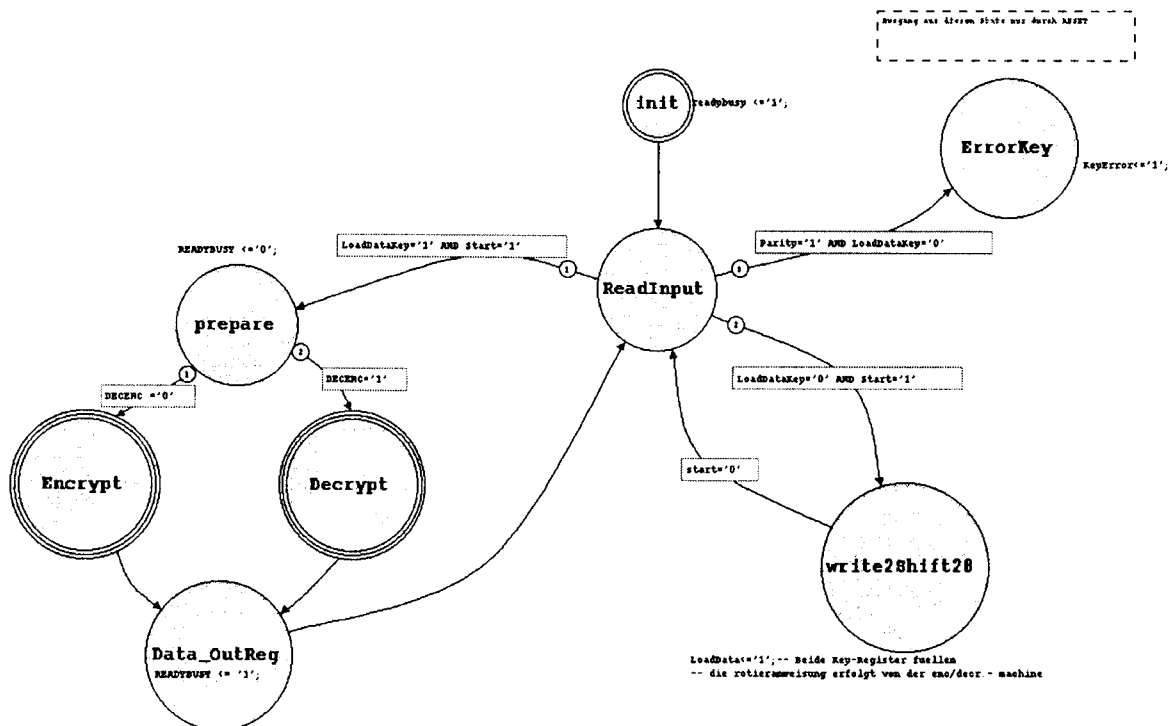 Ausgang aus diesem State nur durch RESET
init
readybusy <='1';
ErrorKey
KeyError<='1';
READYBUSY <='0';
LoadDataKey='1' AND Start='1'
Parity='1' AND LoadDataKey='0'
1
3
ReadInput
prepare
2
2
1
DECENC='1'
LoadDataKey='0' AND Start='1'
DECENC ='0'
start='0'
Encrypt
Decrypt
write2Shift28
Data_OutReg
READYBUSY <= '1';
LoadData<='1';-- Beide Key-Register fuellen
-- die rotieranweisung erfolgt von der enc/decr.- machine